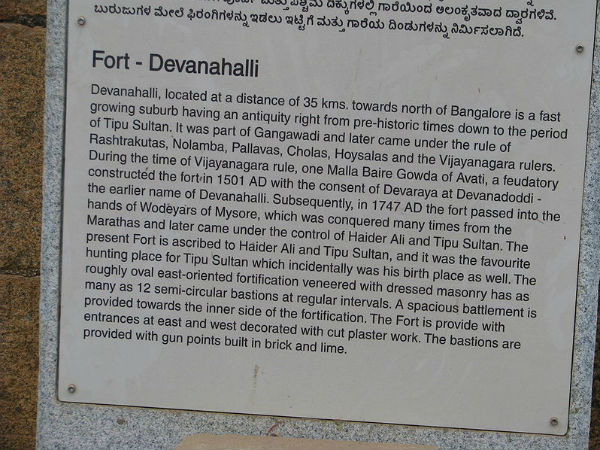 ಬುರುಜುಗಳ ಮೇಲೆ ಫಿರಂಗಿಗಳನ್ನು ಇಡಲು ಇಟ್ಟಿಗೆ ಮತ್ತು ಗಾರೆಯ ದಿಂಡುಗಳನ್ನು ನಿರ್ಮಿಸಲಾಗಿದೆ.
Fort - Devanahalli
Devanahalli, located at a distance of 35 kms. towards north of Bangalore is a fast
growing suburb having an antiquity right from pre-historic times down to the period
of Tipu Sultan. It was part of Gangawadi and later came under the rule of
Rashtrakutas, Nolamba, Pallavas, Cholas, Hoysalas and the Vijayanagara rulers.
During the time of Vijayanagara rule, one Malla Baire Gowda of Avati, a feudatory
constructed the fort in 1501 AD with the consent of Devaraya at Devanadoddi -
the earlier name of Devanahalli. Subsequently, in 1747 AD the fort passed into the
hands of Wodeyars of Mysore, which was conquered many times from the
Marathas and later came under the control of Haider Ali and Tipu Sultan. The
present Fort is ascribed to Haider Ali and Tipu Sultan, and it was the favourite
hunting place for Tipu Sultan which incidentally was his birth place as well. The
roughly oval east-oriented fortification veneered with dressed masonry has as
many as 12 semi-circular bastions at regular intervals. A spacious battlement is
provided towards the inner side of the fortification. The Fort is provide with
entrances at east and west decorated with cut plaster work. The bastions are
provided with gun points built in brick and lime.